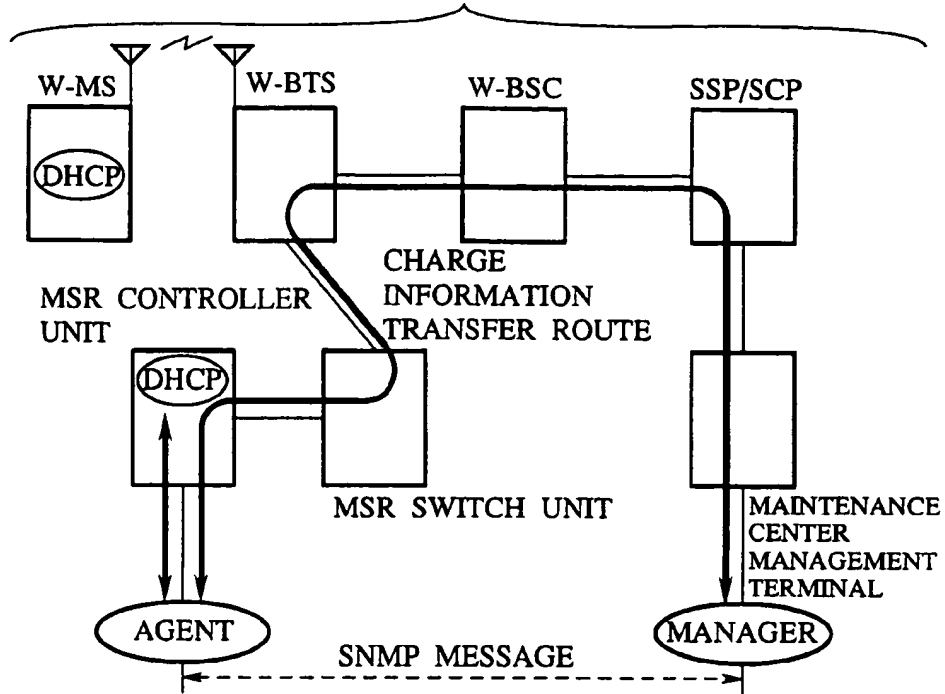 W-MS
W-BTS
W-BSC
SSP/SCP
DHCP
CHARGE
INFORMATION
TRANSFER ROUTE
MSR CONTROLLER
UNIT
DHCP
MSR SWITCH UNIT
MAINTENANCE
CENTER
MANAGEMENT
TERMINAL
AGENT
MANAGER
SNMP MESSAGE